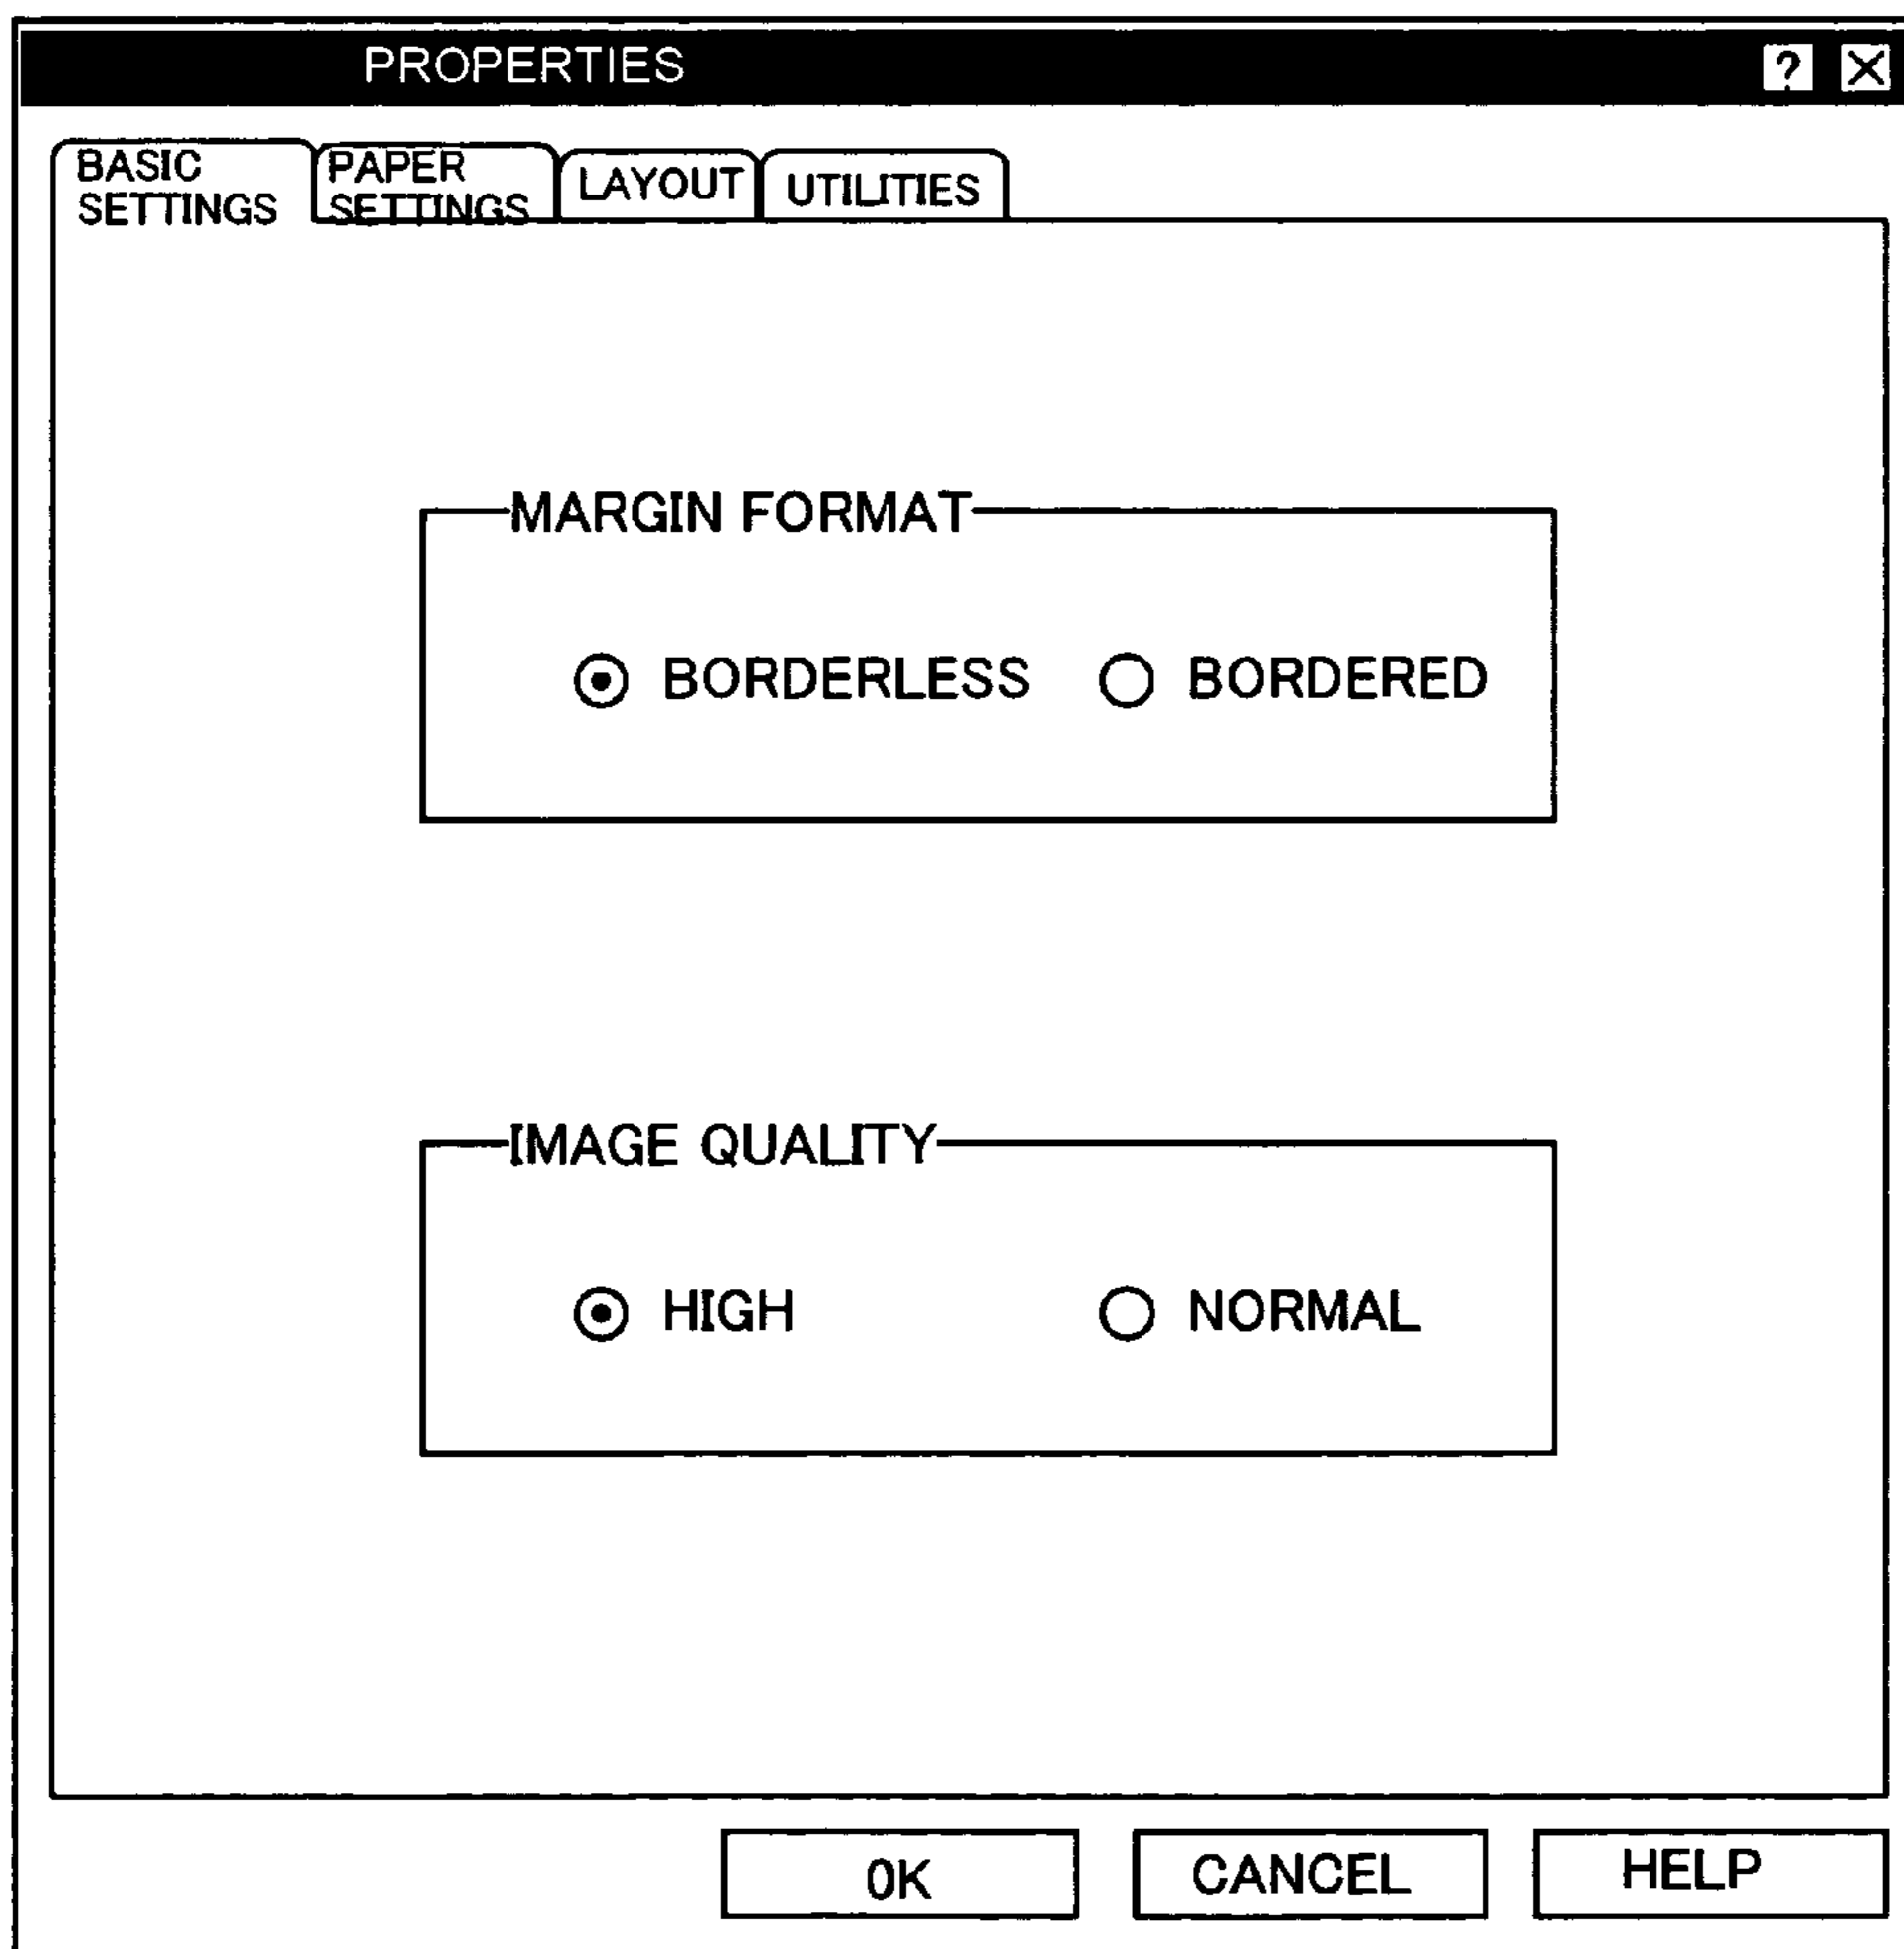 PROPERTIES ? X
BASIC SETTINGS
PAPER SETTINGS
LAYOUT
UTILITIES
MARGIN FORMAT
BORDERLESS BORDERED
IMAGE QUALITY
HIGH NORMAL
OK CANCEL HELP